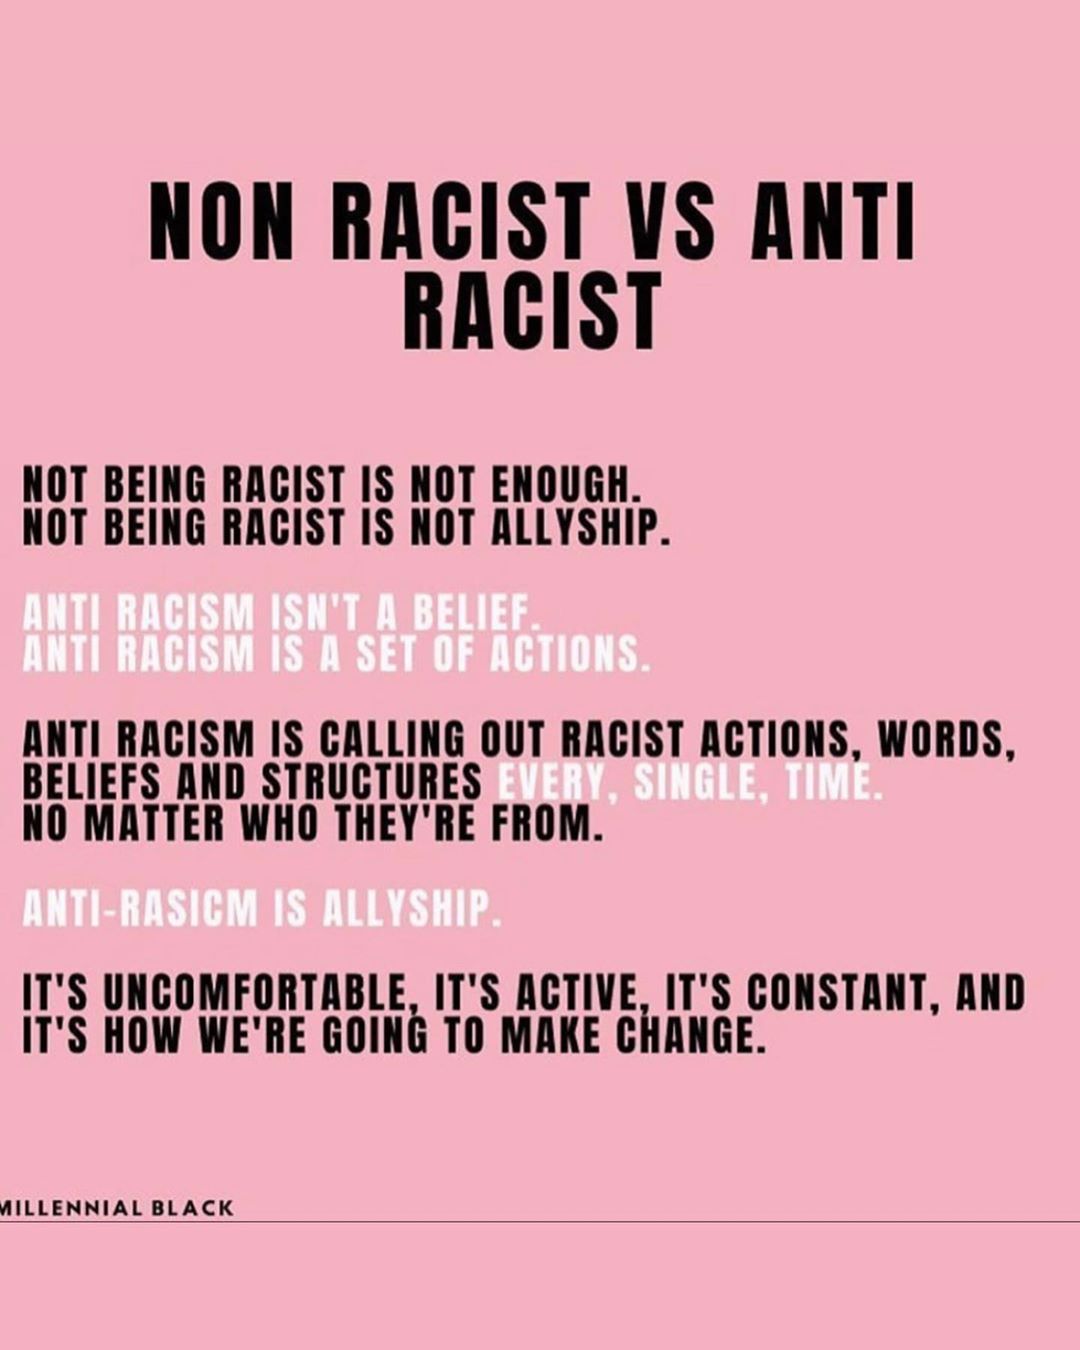 NON RACIST VS ANTI
RACIST
NOT BEING RACIST IS NOT ENOUGH.
NOT BEING RACIST IS NOT ALLYSHIP.
ANTI RACISM ISN'T A BELIEF.
ANTI RACISM IS A SET OF ACTIONS.
ANTI RACISM IS CALLING OUT RACIST ACTIONS, WORDS,
BELIEFS AND STRUCTURES EVERY, SINGLE, TIME.
NO MATTER WHO THEY'RE FROM.
ANTI-RASICM IS ALLYSHIP.
IT'S UNCOMFORTABLE, IT'S ACTIVE, IT'S CONSTANT, AND
IT'S HOW WE'RE GOING TO MAKE CHANGE.
MILLENNIAL BLACK